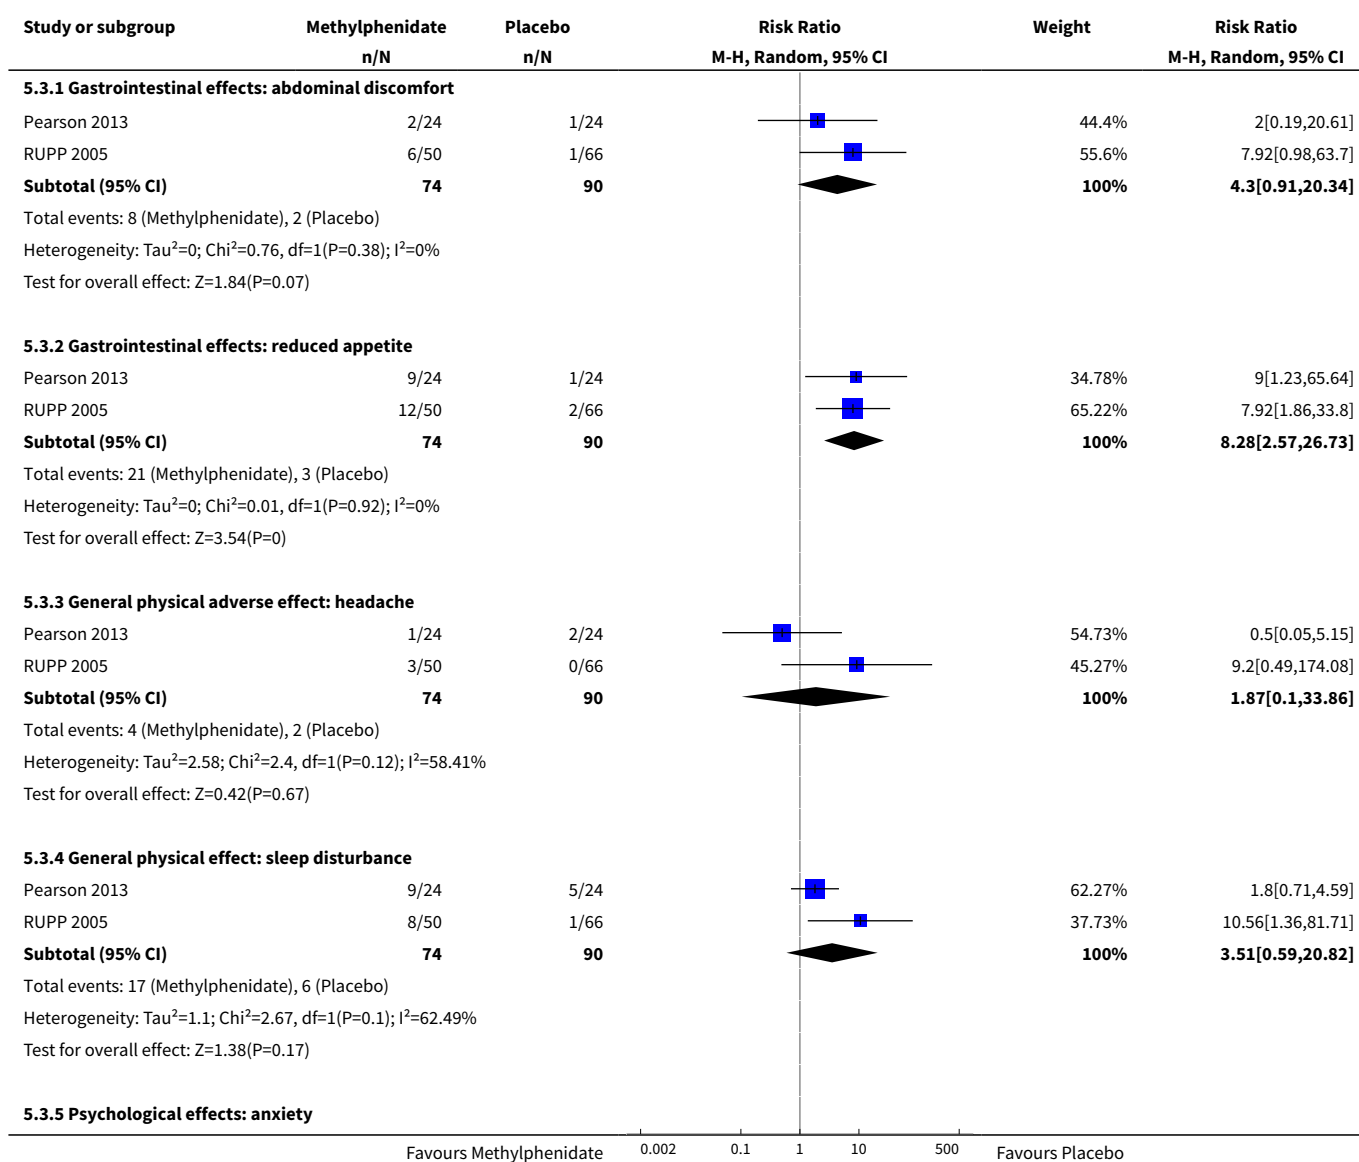 Study or subgroup Methylphenidate Placebo Risk Ratio Weight Risk Ratio
n/N n/N M-H, Random, 95% CI M-H, Random, 95% CI
5.3.1 Gastrointestinal effects: abdominal discomfort
Pearson 2013 2/24 1/24 44.4% 2[0.19,20.61]
RUPP 2005 6/50 1/66 55.6% 7.92[0.98,63.7]
Subtotal (95% CI) 74 90 100% 4.3[0.91,20.34]
Total events: 8 (Methylphenidate), 2 (Placebo)
Heterogeneity: Tau²=0; Chi²=0.76, df=1(P=0.38); I²=0%
Test for overall effect: Z=1.84(P=0.07)
5.3.2 Gastrointestinal effects: reduced appetite
Pearson 2013 9/24 1/24 34.78% 9[1.23,65.64]
RUPP 2005 12/50 2/66 65.22% 7.92[1.86,33.8]
Subtotal (95% CI) 74 90 100% 8.28[2.57,26.73]
Total events: 21 (Methylphenidate), 3 (Placebo)
Heterogeneity: Tau²=0; Chi²=0.01, df=1(P=0.92); I²=0%
Test for overall effect: Z=3.54(P=0)
5.3.3 General physical adverse effect: headache
Pearson 2013 1/24 2/24 54.73% 0.5[0.05,5.15]
RUPP 2005 3/50 0/66 45.27% 9.2[0.49,174.08]
Subtotal (95% CI) 74 90 100% 1.87[0.1,33.86]
Total events: 4 (Methylphenidate), 2 (Placebo)
Heterogeneity: Tau²=2.58; Chi²=2.4, df=1(P=0.12); I²=58.41%
Test for overall effect: Z=0.42(P=0.67)
5.3.4 General physical effect: sleep disturbance
Pearson 2013 9/24 5/24 62.27% 1.8[0.71,4.59]
RUPP 2005 8/50 1/66 37.73% 10.56[1.36,81.71]
Subtotal (95% CI) 74 90 100% 3.51[0.59,20.82]
Total events: 17 (Methylphenidate), 6 (Placebo)
Heterogeneity: Tau²=1.1; Chi²=2.67, df=1(P=0.1); I²=62.49%
Test for overall effect: Z=1.38(P=0.17)
5.3.5 Psychological effects: anxiety
Favours Methylphenidate 0.002 0.1 1 10 500 Favours Placebo